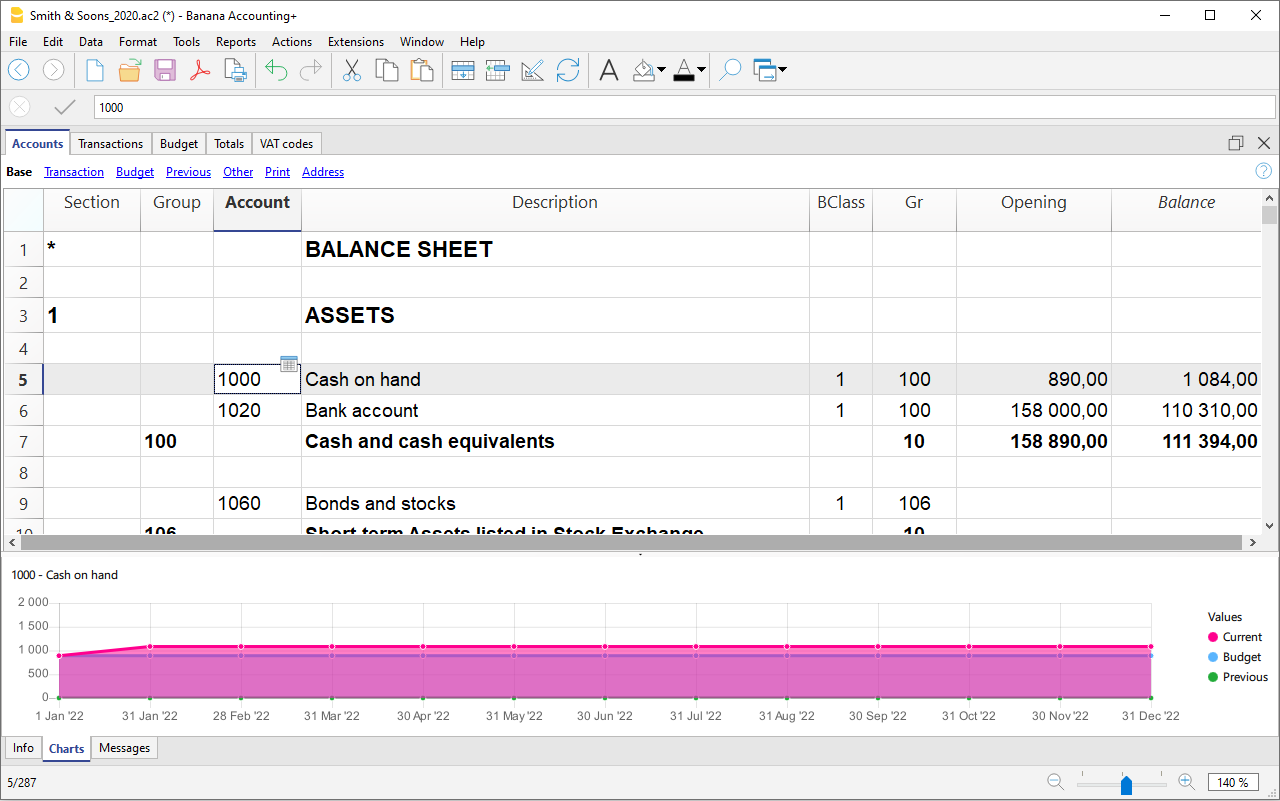 Smith & Soons_2020.ac2 (*) - Banana Accounting+
File Edit Data Format Tools Reports Actions Extensions Window Help
1000
Accounts Transactions Budget Totals VAT codes
Base Transaction Budget Previous Other Print Address
Section Group Account Description BClass Gr Opening Balance
1 * BALANCE SHEET
2
3 1 ASSETS
4
5 1000 Cash on hand 1 100 890,00 1 084,00
6 1020 Bank account 1 100 158 000,00 110 310,00
7 100 Cash and cash equivalents 10 158 890,00 111 394,00
8
9 1060 Bonds and stocks 1 106
10 106 Short term Assets listed in Stock Exchange 10
1000 - Cash on hand
2 000
1 500
1 000
500
0
1 Jan '22 31 Jan '22 28 Feb '22 31 Mar '22 30 Apr '22 31 May '22 30 Jun '22 31 Jul '22 31 Aug '22 30 Sep '22 31 Oct '22 30 Nov '22 31 Dec '22
Values
Current
Budget
Previous
Info Charts Messages
5/287 140 %